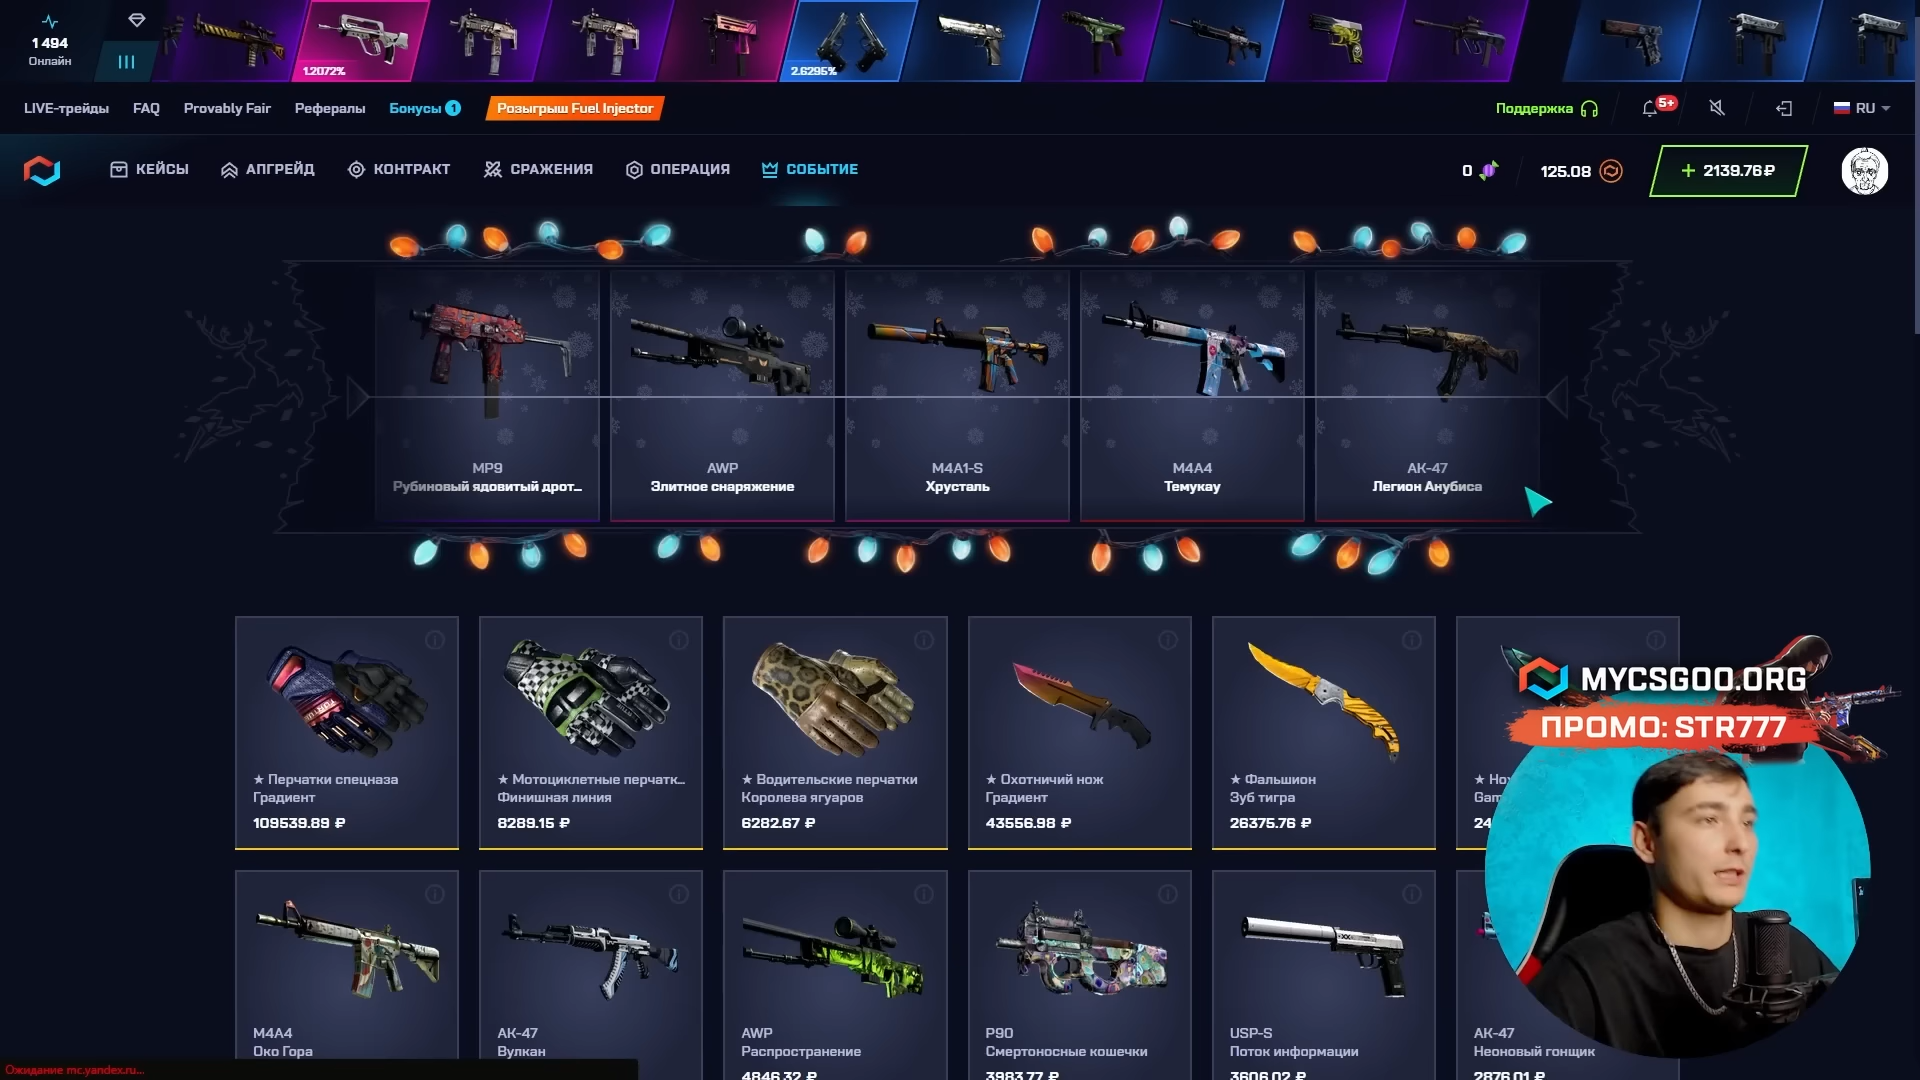 1 494
Онлайн
1.2072%
2.6295%
LIVE-трейды
FAQ
Provably Fair
Рефералы
Бонусы 1
Розыгрыш Fuel Injector
Поддержка
5+
RU
КЕЙСЫ
АПГРЕЙД
КОНТРАКТ
СРАЖЕНИЯ
ОПЕРАЦИЯ
СОБЫТИЕ
0
125.08
+ 2139.76 ₽
MP9
Рубиновый ядовитый дрот...
AWP
Элитное снаряжение
M4A1-S
Хрусталь
M4A4
Темукау
AK-47
Легион Анубиса
★ Перчатки спецназа
Градиент
109539.89 ₽
★ Мотоциклетные перчатк...
Финишная линия
8289.15 ₽
★ Водительские перчатки
Королева ягуаров
6282.67 ₽
★ Охотничий нож
Градиент
43556.98 ₽
★ Фальшион
Зуб тигра
26375.76 ₽
MYCSGOO.ORG
ПРОМО: STR777
M4A4
Око Гора
AK-47
Вулкан
AWP
Распространение
4846.32 ₽
P90
Смертоносные кошечки
3983.77 ₽
USP-S
Поток информации
3606.02 ₽
AK-47
Неоновый гонщик
2876.01 ₽
Ожидание mc.yandex.ru...